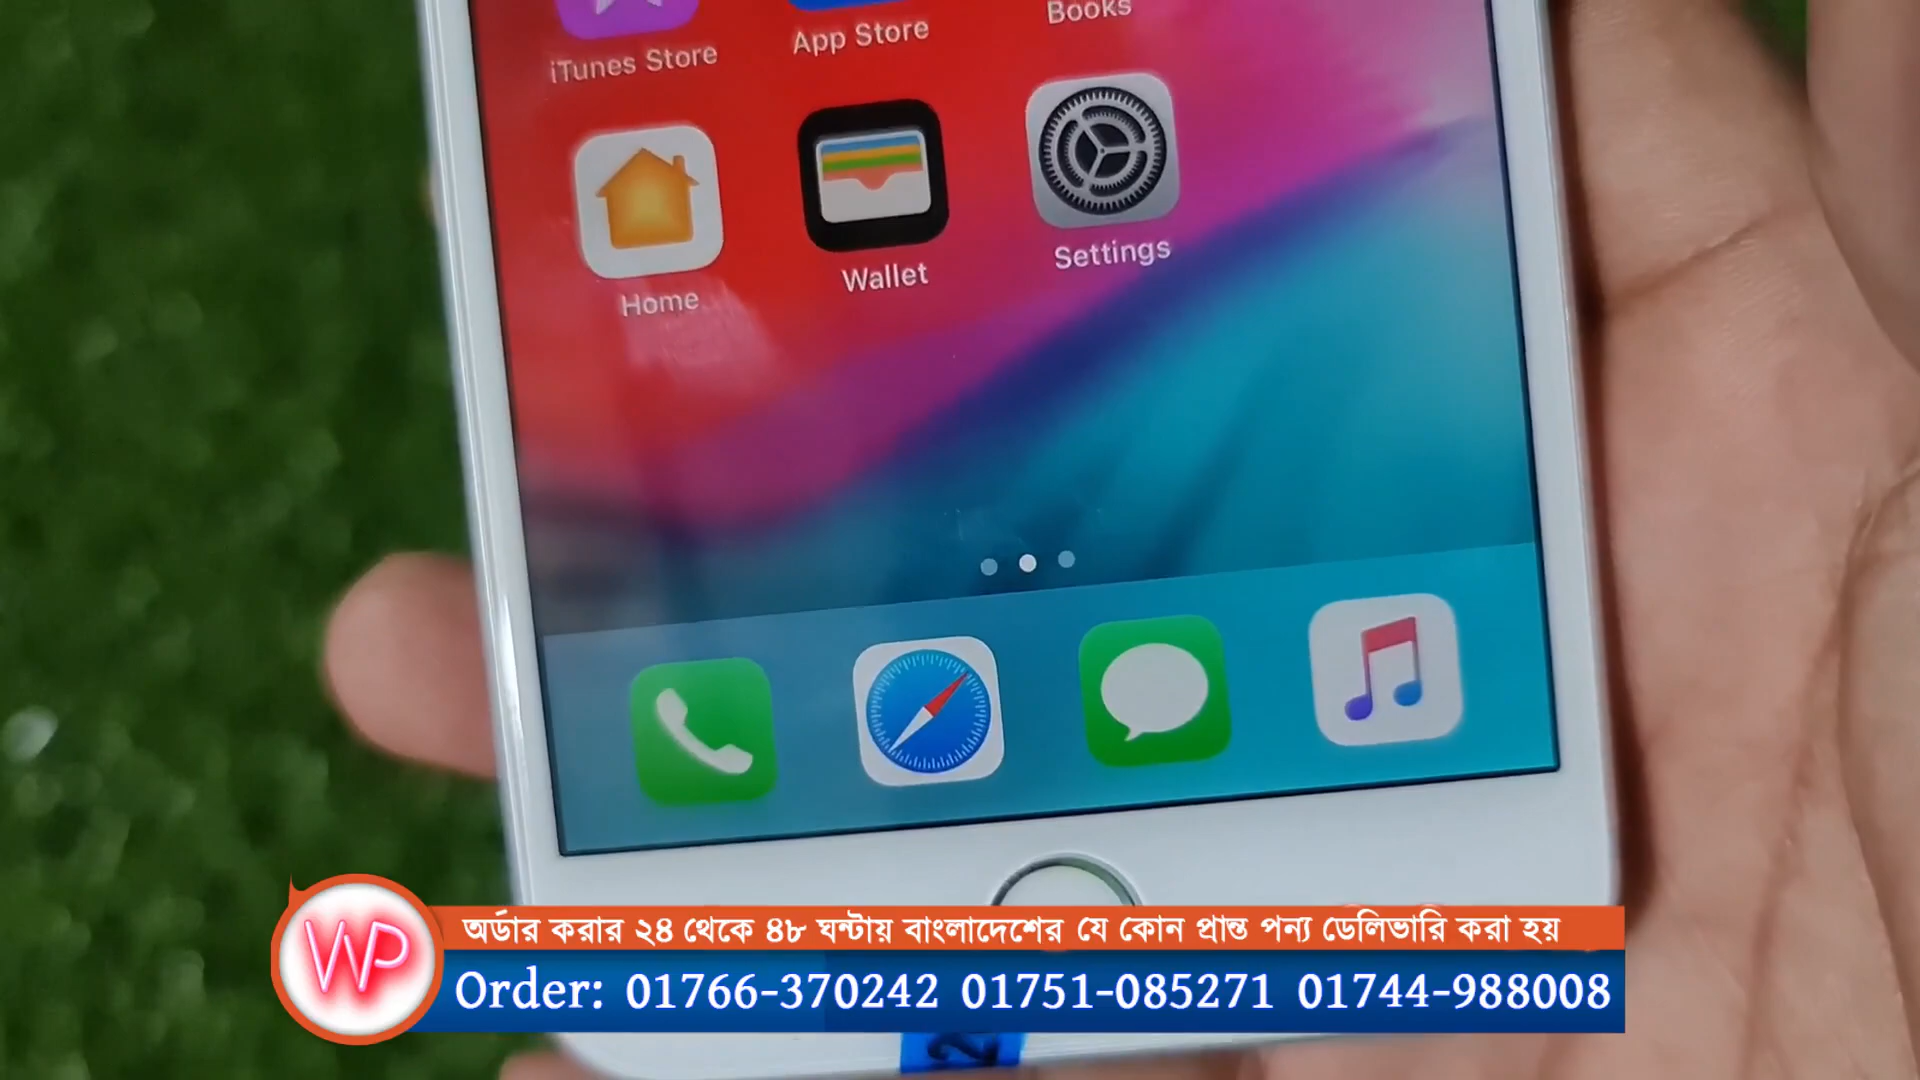 iTunes Store
App Store
Books
Home
Wallet
Settings
WP
অর্ডার করার ২৪ থেকে ৪৮ ঘন্টায় বাংলাদেশের যে কোন প্রান্ত পন্য ডেলিভারি করা হয়
Order: 01766-370242 01751-085271 01744-988008
2